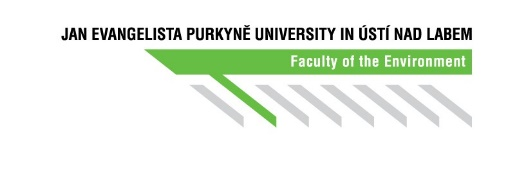 JAN EVANGELISTA PURKYNĚ UNIVERSITY IN ÚSTÍ NAD LABEM
Faculty of the Environment